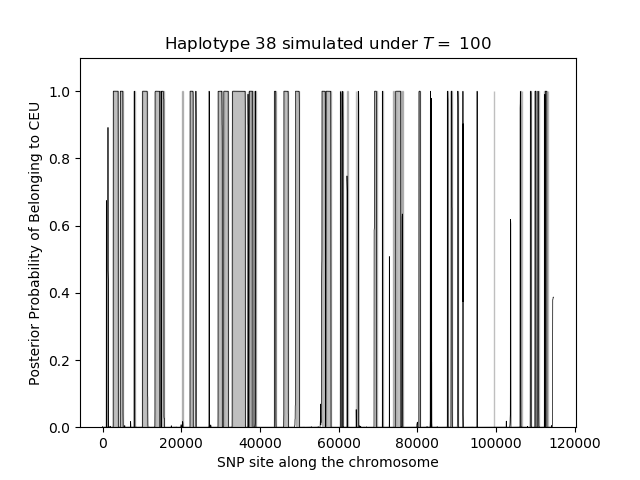 Haplotype 38 simulated under T = 100
Posterior Probability of Belonging to CEU
1.0
0.8
0.6
0.4
0.2
0.0
0 20000 40000 60000 80000 100000 120000
SNP site along the chromosome